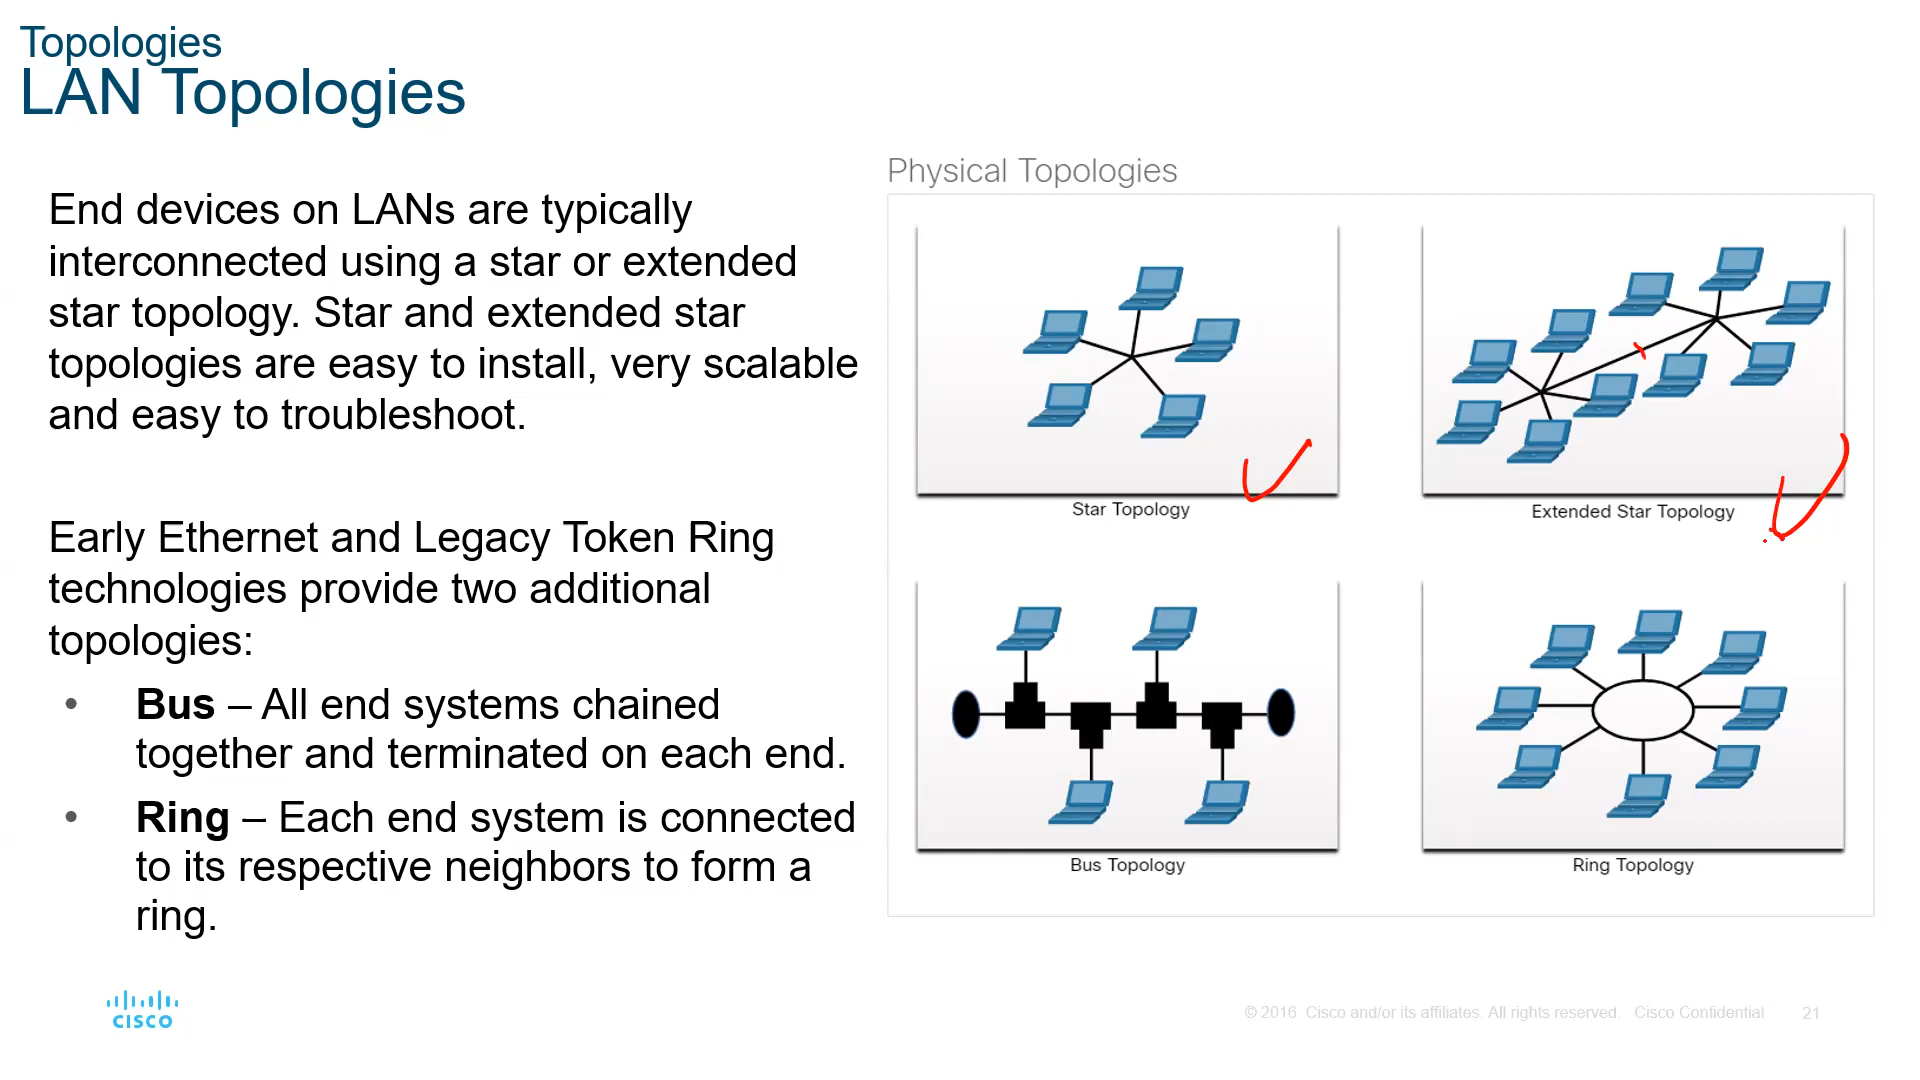 Topologies
LAN Topologies
End devices on LANs are typically
interconnected using a star or extended
star topology. Star and extended star
topologies are easy to install, very scalable
and easy to troubleshoot.
Early Ethernet and Legacy Token Ring
technologies provide two additional
topologies:
• Bus – All end systems chained
together and terminated on each end.
• Ring – Each end system is connected
to its respective neighbors to form a
ring.
Physical Topologies
Star Topology
Extended Star Topology
Bus Topology
Ring Topology
CISCO
© 2016 Cisco and/or its affiliates. All rights reserved. Cisco Confidential
21